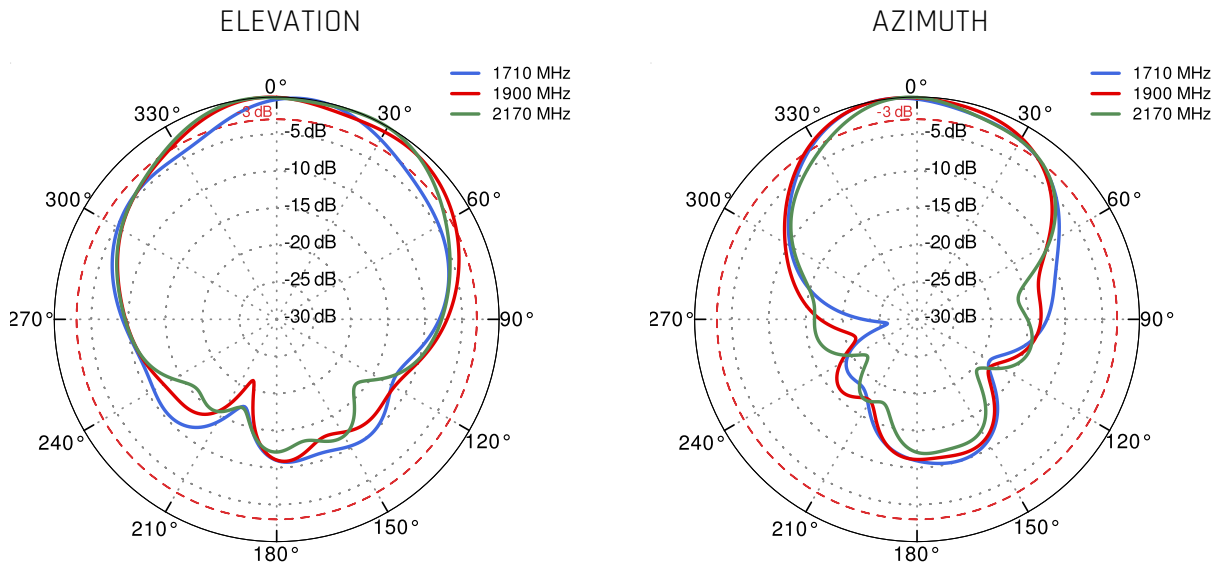 ELEVATION
1710 MHz
1900 MHz
2170 MHz
0°
30°
60°
90°
120°
150°
180°
210°
240°
270°
300°
330°
3 dB
-5 dB
-10 dB
-15 dB
-20 dB
-25 dB
-30 dB
AZIMUTH
1710 MHz
1900 MHz
2170 MHz
0°
30°
60°
90°
120°
150°
180°
210°
240°
270°
300°
330°
-3 dB
-5 dB
-10 dB
-15 dB
-20 dB
-25 dB
-30 dB